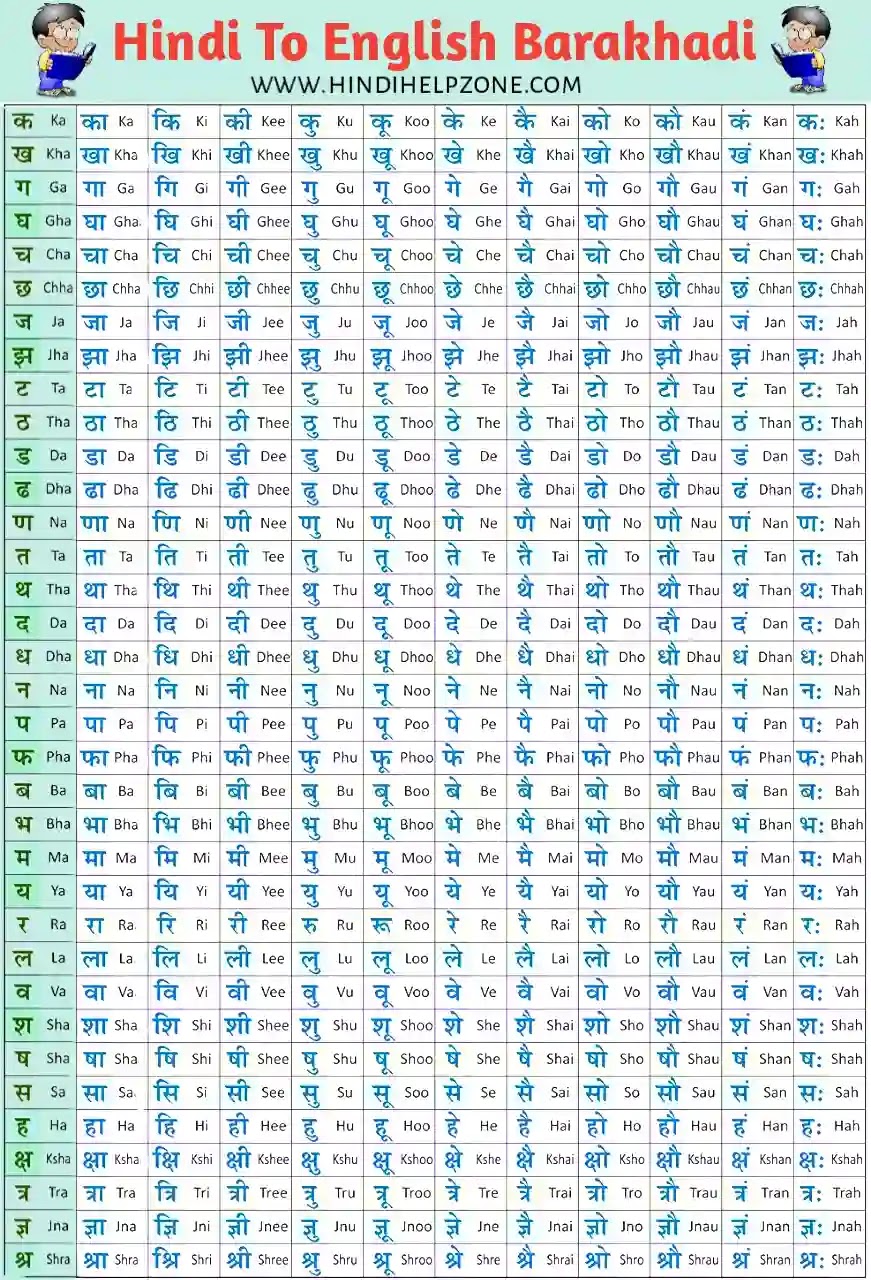 Hindi To English Barakhadi
WWW.HINDIHELPZONE.COM
क Ka का Ka कि Ki की Kee कु Ku कू Koo के Ke कै Kai को Ko कौ Kau कं Kan क: Kah
ख Kha खा Kha खि Khi खी Khee खु Khu खू Khoo खे Khe खै Khai खो Kho खौ Khau खं Khan ख: Khah
ग Ga गा Ga गि Gi गी Gee गु Gu गू Goo गे Ge गै Gai गो Go गौ Gau गं Gan ग: Gah
घ Gha घा Gha घि Ghi घी Ghee घु Ghu घू Ghoo घे Ghe घै Ghai घो Gho घौ Ghau घं Ghan घ: Ghah
च Cha चा Cha चि Chi ची Chee चु Chu चू Choo चे Che चै Chai चो Cho चौ Chau चं Chan च: Chah
छ Chha छा Chha छि Chhi छी Chhee छु Chhu छू Chhoo छे Chhe छै Chhai छो Chho छौ Chhau छं Chhan छ: Chhah
ज Ja जा Ja जि Ji जी Jee जु Ju जू Joo जे Je जै Jai जो Jo जौ Jau जं Jan ज: Jah
झ Jha झा Jha झि Jhi झी Jhee झु Jhu झू Jhoo झे Jhe झै Jhai झो Jho झौ Jhau झं Jhan झ: Jhah
ट Ta टा Ta टि Ti टी Tee टु Tu टू Too टे Te टै Tai टो To टौ Tau टं Tan ट: Tah
ठ Tha ठा Tha ठि Thi ठी Thee ठु Thu ठू Thoo ठे The ठै Thai ठो Tho ठौ Thau ठं Than ठ: Thah
ड Da डा Da डि Di डी Dee डु Du डू Doo डे De डै Dai डो Do डौ Dau डं Dan ड: Dah
ढ Dha ढा Dha ढि Dhi ढी Dhee ढु Dhu ढू Dhoo ढे Dhe ढै Dhai ढो Dho ढौ Dhau ढं Dhan ढ: Dhah
ण Na णा Na णि Ni णी Nee णु Nu णू Noo णे Ne णै Nai णो No णौ Nau णं Nan ण: Nah
त Ta ता Ta ति Ti ती Tee तु Tu तू Too ते Te तै Tai तो To तौ Tau तं Tan त: Tah
थ Tha था Tha थि Thi थी Thee थु Thu थू Thoo थे The थै Thai थो Tho थौ Thau थं Than थ: Thah
द Da दा Da दि Di दी Dee दु Du दू Doo दे De दै Dai दो Do दौ Dau दं Dan द: Dah
ध Dha धा Dha धि Dhi धी Dhee धु Dhu धू Dhoo धे Dhe धै Dhai धो Dho धौ Dhau धं Dhan ध: Dhah
न Na ना Na नि Ni नी Nee नु Nu नू Noo ने Ne नै Nai नो No नौ Nau नं Nan न: Nah
प Pa पा Pa पि Pi पी Pee पु Pu पू Poo पे Pe पै Pai पो Po पौ Pau पं Pan प: Pah
फ Pha फा Pha फि Phi फी Phee फु Phu फू Phoo फे Phe फै Phai फो Pho फौ Phau फं Phan फ: Phah
ब Ba बा Ba बि Bi बी Bee बु Bu बू Boo बे Be बै Bai बो Bo बौ Bau बं Ban ब: Bah
भ Bha भा Bha भि Bhi भी Bhee भु Bhu भू Bhoo भे Bhe भै Bhai भो Bho भौ Bhau भं Bhan भ: Bhah
म Ma मा Ma मि Mi मी Mee मु Mu मू Moo मे Me मै Mai मो Mo मौ Mau मं Man म: Mah
य Ya या Ya यि Yi यी Yee यु Yu यू Yoo ये Ye यै Yai यो Yo यौ Yau यं Yan य: Yah
र Ra रा Ra रि Ri री Ree रु Ru रू Roo रे Re रै Rai रो Ro रौ Rau रं Ran र: Rah
ल La ला La लि Li ली Lee लु Lu लू Loo ले Le लै Lai लो Lo लौ Lau लं Lan ल: Lah
व Va वा Va वि Vi वी Vee वु Vu वू Voo वे Ve वै Vai वो Vo वौ Vau वं Van व: Vah
श Sha शा Sha शि Shi शी Shee शु Shu शू Shoo शे She शै Shai शो Sho शौ Shau शं Shan श: Shah
ष Sha षा Sha षि Shi षी Shee षु Shu षू Shoo षे She षै Shai षो Sho षौ Shau षं Shan ष: Shah
स Sa सा Sa सि Si सी See सु Su सू Soo से Se सै Sai सो So सौ Sau सं San स: Sah
ह Ha हा Ha हि Hi ही Hee हु Hu हू Hoo हे He है Hai हो Ho हौ Hau हं Han ह: Hah
क्ष Ksha क्षा Ksha क्षि Kshi क्षी Kshee क्षु Kshu क्षू Kshoo क्षे Kshe क्षै Kshai क्षो Ksho क्षौ Kshau क्षं Kshan क्ष: Kshah
त्र Tra त्रा Tra त्रि Tri त्री Tree त्रु Tru त्रू Troo त्रे Tre त्रै Trai त्रो Tro त्रौ Trau त्रं Tran त्र: Trah
ज्ञ Jna ज्ञा Jna ज्ञि Jni ज्ञी Jnee ज्ञु Jnu ज्ञू Jnoo ज्ञे Jne ज्ञै Jnai ज्ञो Jno ज्ञौ Jnau ज्ञं Jnan ज्ञ: Jnah
श्र Shra श्रा Shra श्रि Shri श्री Shree श्रु Shru श्रू Shroo श्रे Shre श्रै Shrai श्रो Shro श्रौ Shrau श्रं Shran श्र: Shrah